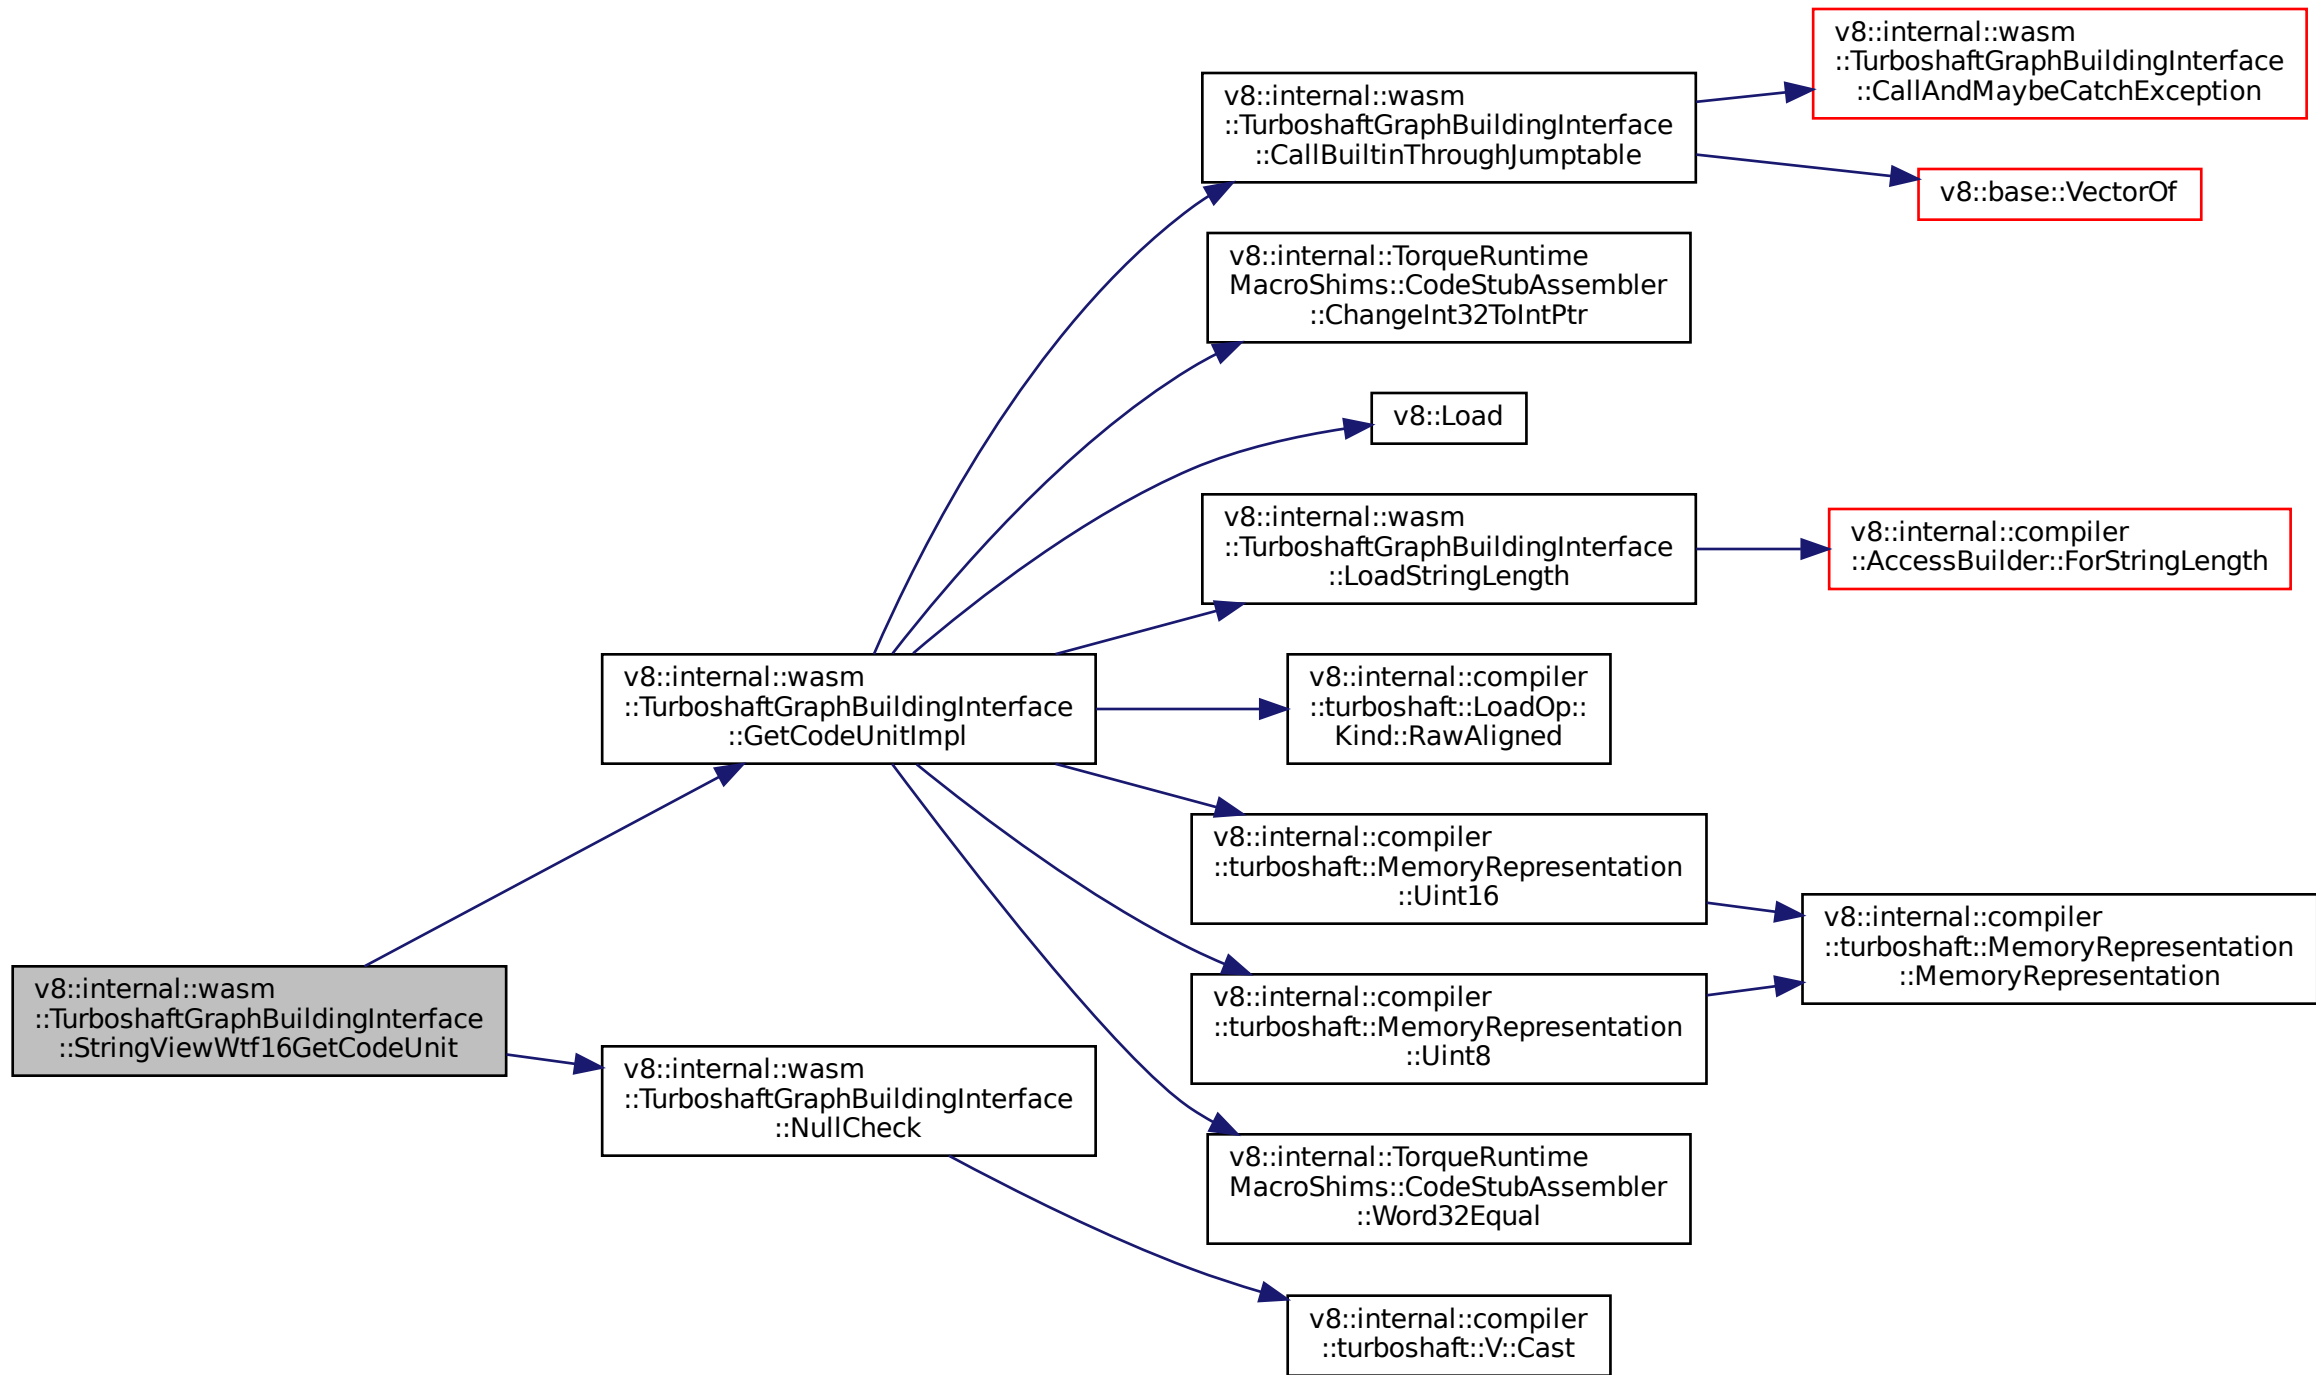 v8::internal::wasm
::TurboshaftGraphBuildingInterface
::StringViewWtf16GetCodeUnit
v8::internal::wasm
::TurboshaftGraphBuildingInterface
::GetCodeUnitImpl
v8::internal::wasm
::TurboshaftGraphBuildingInterface
::NullCheck
v8::internal::wasm
::TurboshaftGraphBuildingInterface
::CallBuiltinThroughJumptable
v8::internal::TorqueRuntime
MacroShims::CodeStubAssembler
::ChangeInt32ToIntPtr
v8::Load
v8::internal::wasm
::TurboshaftGraphBuildingInterface
::LoadStringLength
v8::internal::compiler
::turboshaft::LoadOp::
Kind::RawAligned
v8::internal::compiler
::turboshaft::MemoryRepresentation
::Uint16
v8::internal::compiler
::turboshaft::MemoryRepresentation
::Uint8
v8::internal::TorqueRuntime
MacroShims::CodeStubAssembler
::Word32Equal
v8::internal::compiler
::turboshaft::V::Cast
v8::internal::wasm
::TurboshaftGraphBuildingInterface
::CallAndMaybeCatchException
v8::base::VectorOf
v8::internal::compiler
::AccessBuilder::ForStringLength
v8::internal::compiler
::turboshaft::MemoryRepresentation
::MemoryRepresentation